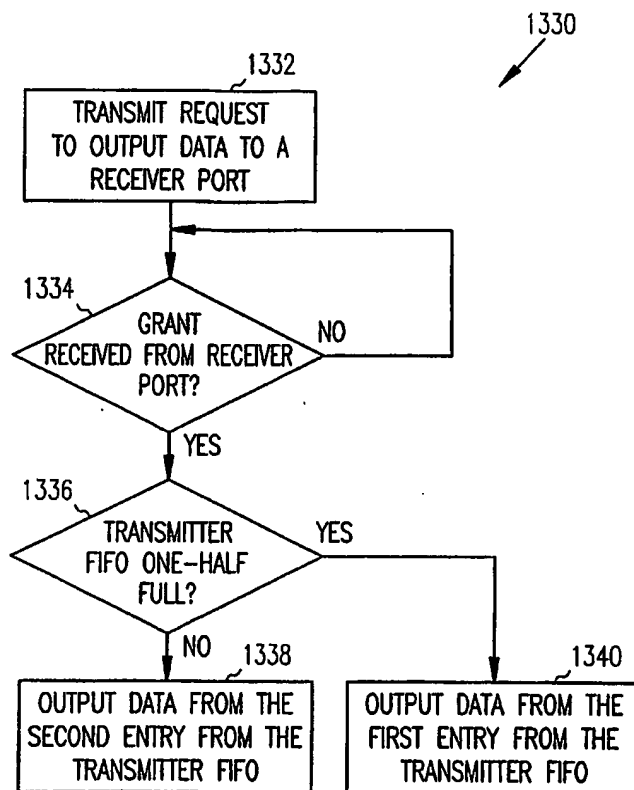 1330
1332
TRANSMIT REQUEST
TO OUTPUT DATA TO A
RECEIVER PORT
1334
GRANT
RECEIVED FROM RECEIVER
PORT?
NO
YES
1336
TRANSMITTER
FIFO ONE-HALF
FULL?
YES
NO
1338
OUTPUT DATA FROM THE
SECOND ENTRY FROM THE
TRANSMITTER FIFO
1340
OUTPUT DATA FROM THE
FIRST ENTRY FROM THE
TRANSMITTER FIFO